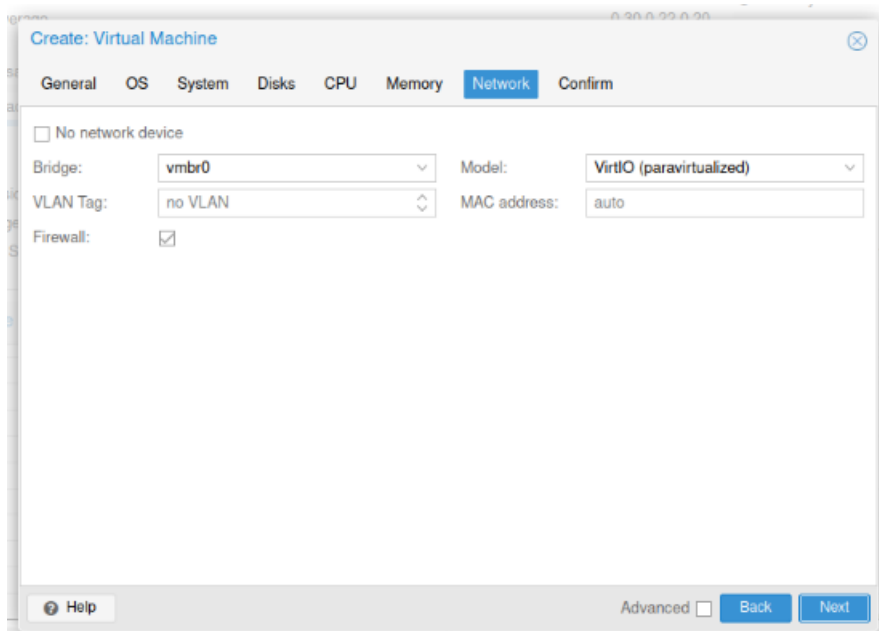 Create: Virtual Machine
General OS System Disks CPU Memory Network Confirm
No network device
Bridge: vmbr0 Model: VirtIO (paravirtualized)
VLAN Tag: no VLAN MAC address: auto
Firewall:
Help Advanced Back Next